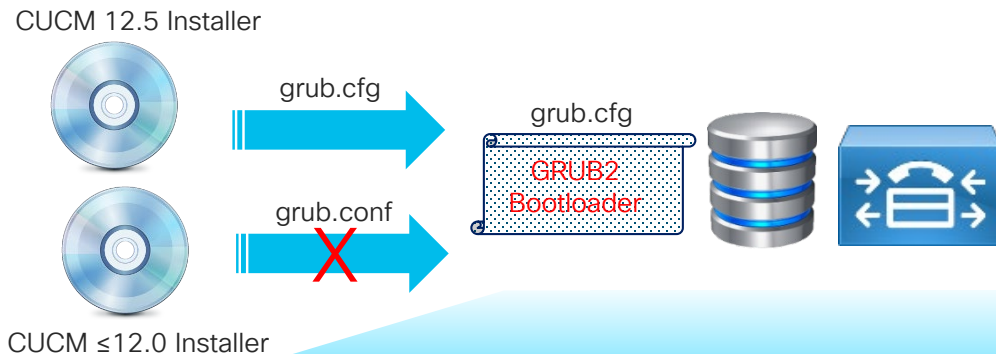 CUCM 12.5 Installer
grub.cfg
grub.cfg
GRUB2
Bootloader
grub.conf
X
CUCM ≤12.0 Installer